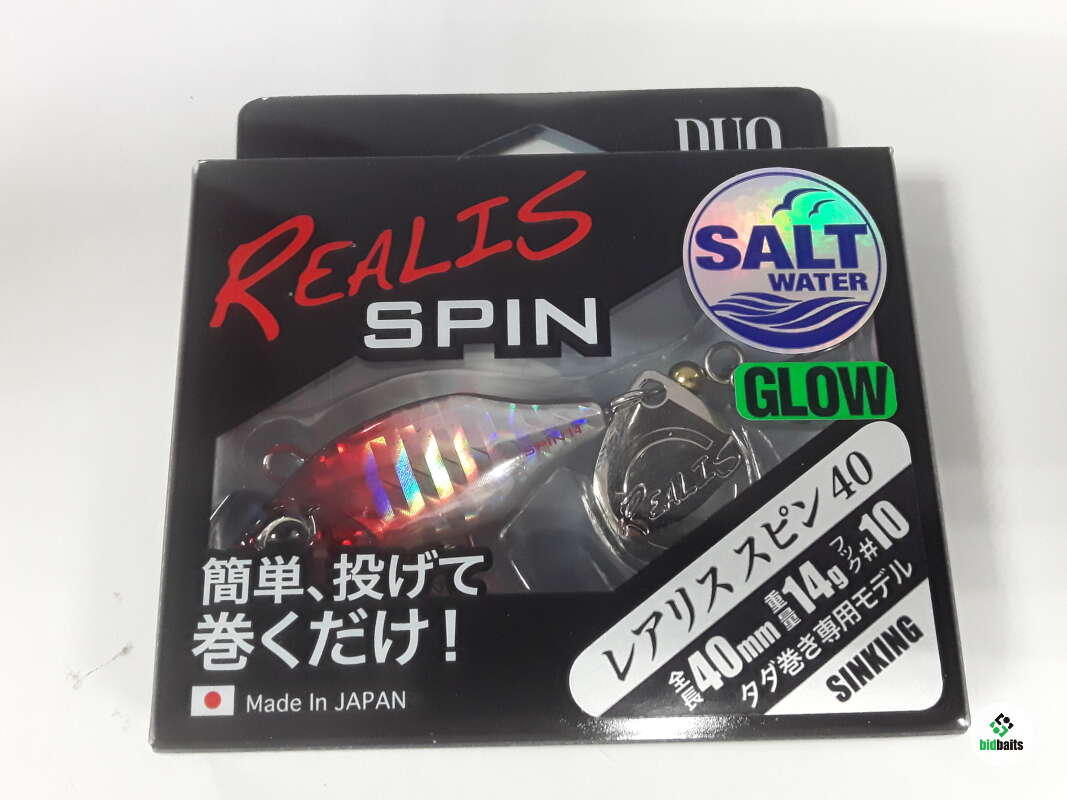 DUO
REALIS
SPIN
SALT
WATER
GLOW
SPIN 14
REALIS
簡単、投げて
巻くだけ!
Made In JAPAN
レアリス スピン 40
全長40mm 重量14g フック#10
タダ巻き専用モデル
SINKING
bidbaits